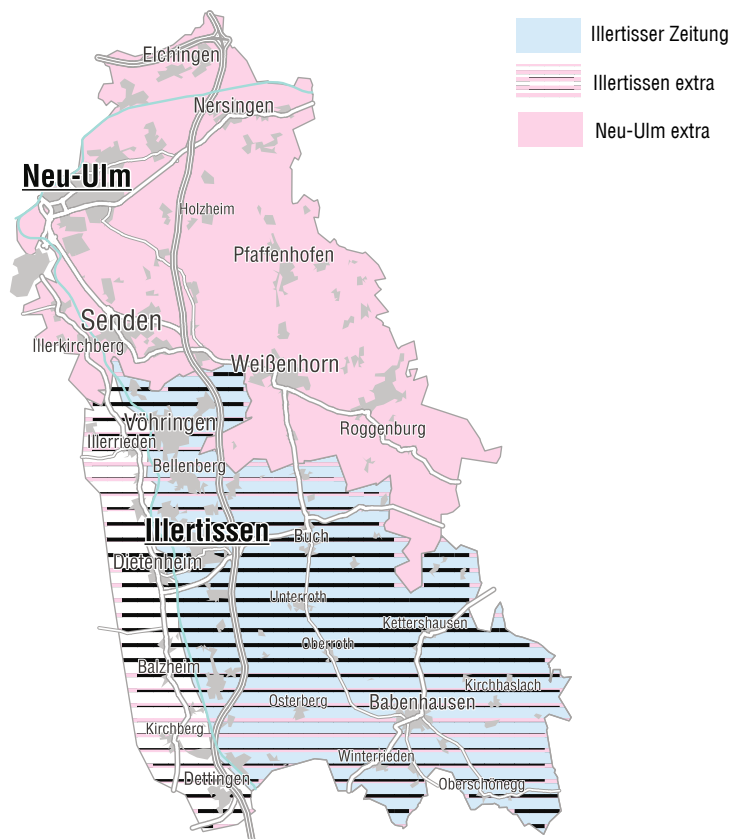 Illertisser Zeitung
Illertissen extra
Neu-Ulm extra
Elchingen
Nersingen
Neu-Ulm
Holzheim
Pfaffenhofen
Senden
Illerkirchberg
Weißenhorn
Vöhringen
Roggenburg
Illerrieden
Bellenberg
Illertissen
Buch
Dietenheim
Unterroth
Kettershausen
Oberroth
Balzheim
Kirchhaslach
Osterberg
Babenhausen
Kirchberg
Winterrieden
Dettingen
Oberschönegg